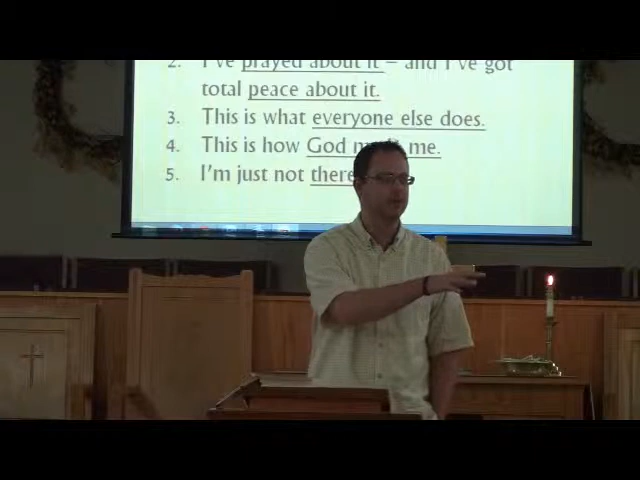 2. I've prayed about it – and I've got
total peace about it.
3. This is what everyone else does.
4. This is how God me.
5. I'm just not there